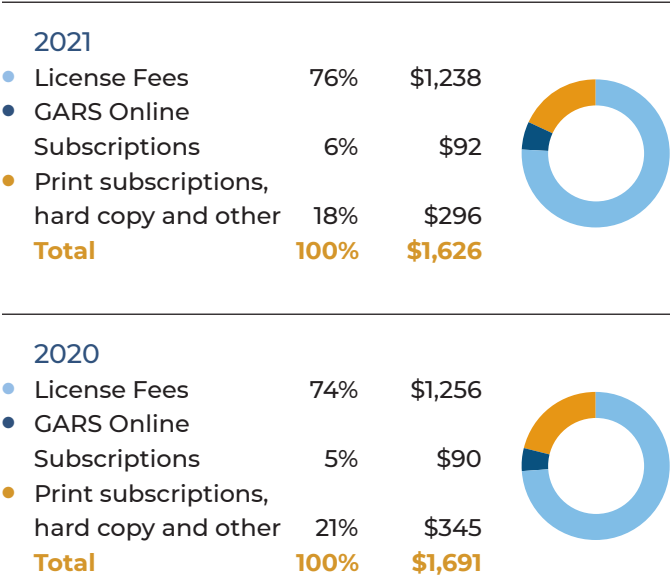 2021
License Fees 76% $1,238
GARS Online
Subscriptions 6% $92
Print subscriptions,
hard copy and other 18% $296
Total 100% $1,626
2020
License Fees 74% $1,256
GARS Online
Subscriptions 5% $90
Print subscriptions,
hard copy and other 21% $345
Total 100% $1,691